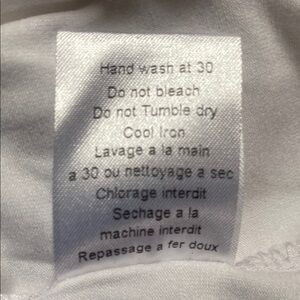 Hand wash at 30
Do not bleach
Do not Tumble dry
Cool Iron
Lavage a la main
a 30 ou nettoyage a sec
Chlorage interdit
Sechage a la
machine interdit
Repassage a fer doux